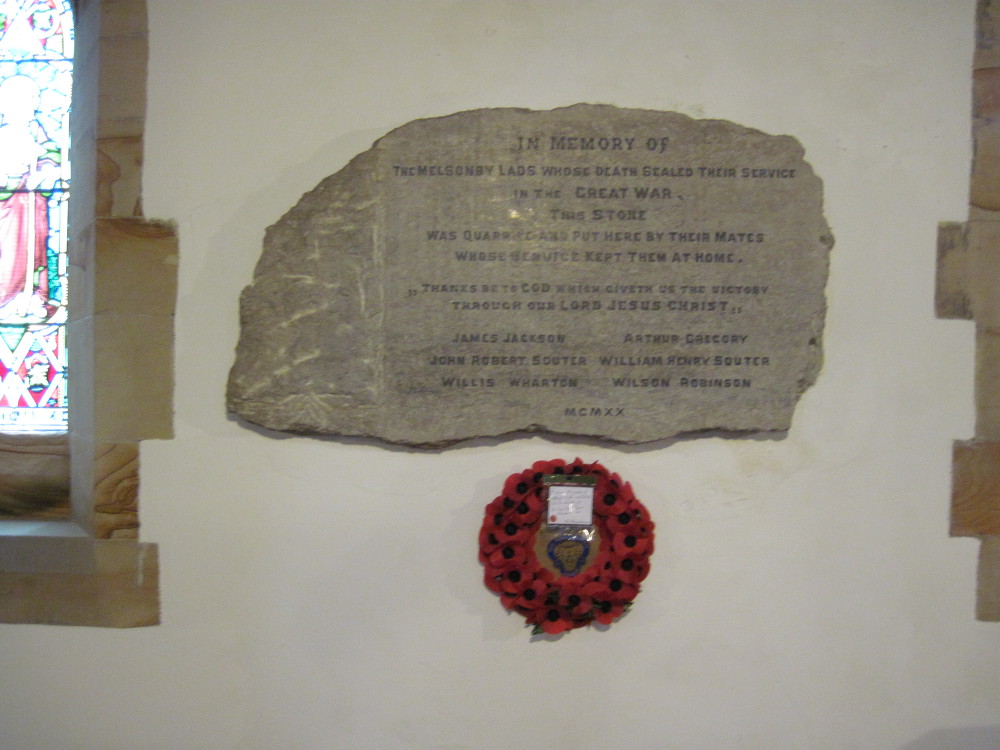 IN MEMORY OF
THE MELSONBY LADS WHOSE DEATH SEALED THEIR SERVICE
IN THE GREAT WAR.
THIS STONE
WAS QUARRIED AND PUT HERE BY THEIR MATES
WHOSE SERVICE KEPT THEM AT HOME.
„THANKS BE TO GOD WHICH GIVETH US THE VICTORY
THROUGH OUR LORD JESUS CHRIST„
JAMES JACKSON ARTHUR GREGORY
JOHN ROBERT SOUTER WILLIAM HENRY SOUTER
WILLIS WHARTON WILSON ROBINSON
MCMXX